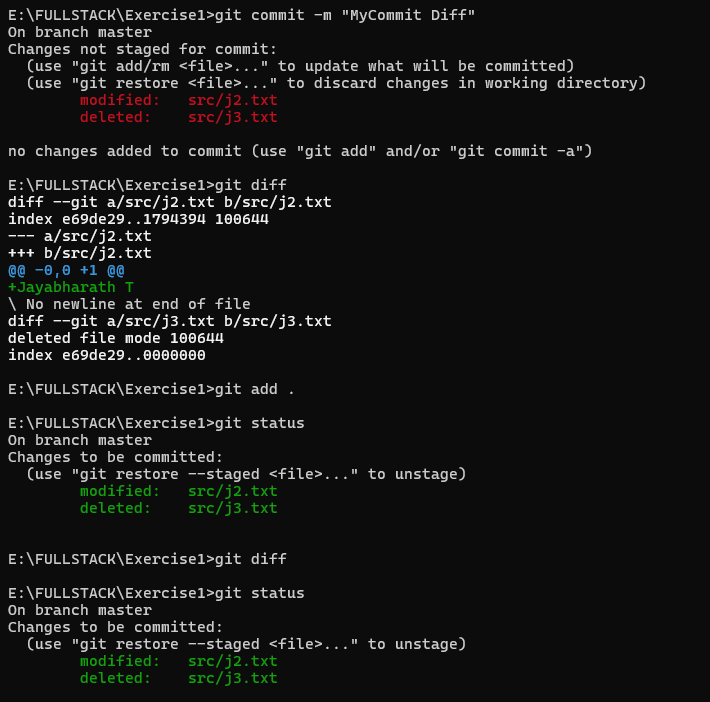 E:\FULLSTACK\Exercise1>git commit -m "MyCommit Diff"
On branch master
Changes not staged for commit:
  (use "git add/rm <file>..." to update what will be committed)
  (use "git restore <file>..." to discard changes in working directory)
        modified:   src/j2.txt
        deleted:    src/j3.txt

no changes added to commit (use "git add" and/or "git commit -a")

E:\FULLSTACK\Exercise1>git diff
diff --git a/src/j2.txt b/src/j2.txt
index e69de29..1794394 100644
--- a/src/j2.txt
+++ b/src/j2.txt
@@ -0,0 +1 @@
+Jayabharath T
\ No newline at end of file
diff --git a/src/j3.txt b/src/j3.txt
deleted file mode 100644
index e69de29..0000000

E:\FULLSTACK\Exercise1>git add .

E:\FULLSTACK\Exercise1>git status
On branch master
Changes to be committed:
  (use "git restore --staged <file>..." to unstage)
        modified:   src/j2.txt
        deleted:    src/j3.txt


E:\FULLSTACK\Exercise1>git diff

E:\FULLSTACK\Exercise1>git status
On branch master
Changes to be committed:
  (use "git restore --staged <file>..." to unstage)
        modified:   src/j2.txt
        deleted:    src/j3.txt